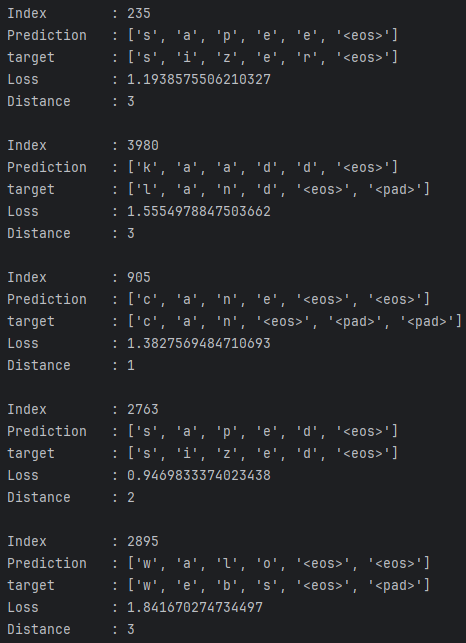 Index       : 235
Prediction  : ['s', 'a', 'p', 'e', 'e', '<eos>']
target      : ['s', 'i', 'z', 'e', 'r', '<eos>']
Loss        : 1.1938575506210327
Distance    : 3
Index       : 3980
Prediction  : ['k', 'a', 'a', 'd', 'd', '<eos>']
target      : ['l', 'a', 'n', 'd', '<eos>', '<pad>']
Loss        : 1.5554978847503662
Distance    : 3
Index       : 905
Prediction  : ['c', 'a', 'n', 'e', '<eos>', '<eos>']
target      : ['c', 'a', 'n', '<eos>', '<pad>', '<pad>']
Loss        : 1.3827569484710693
Distance    : 1
Index       : 2763
Prediction  : ['s', 'a', 'p', 'e', 'd', '<eos>']
target      : ['s', 'i', 'z', 'e', 'd', '<eos>']
Loss        : 0.9469833374023438
Distance    : 2
Index       : 2895
Prediction  : ['w', 'a', 'l', 'o', '<eos>', '<eos>']
target      : ['w', 'e', 'b', 's', '<eos>', '<pad>']
Loss        : 1.841670274734497
Distance    : 3